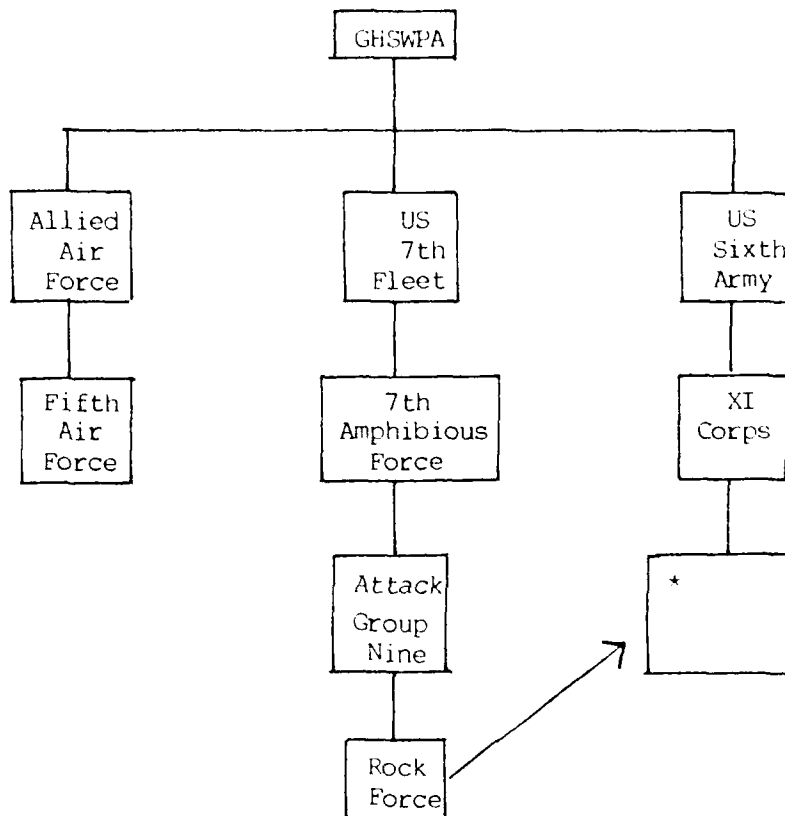 GHSWPA
Allied
Air
Force
US
7th
Fleet
US
Sixth
Army
Fifth
Air
Force
7th
Amphibious
Force
XI
Corps
Attack
Group
Nine
*
Rock
Force